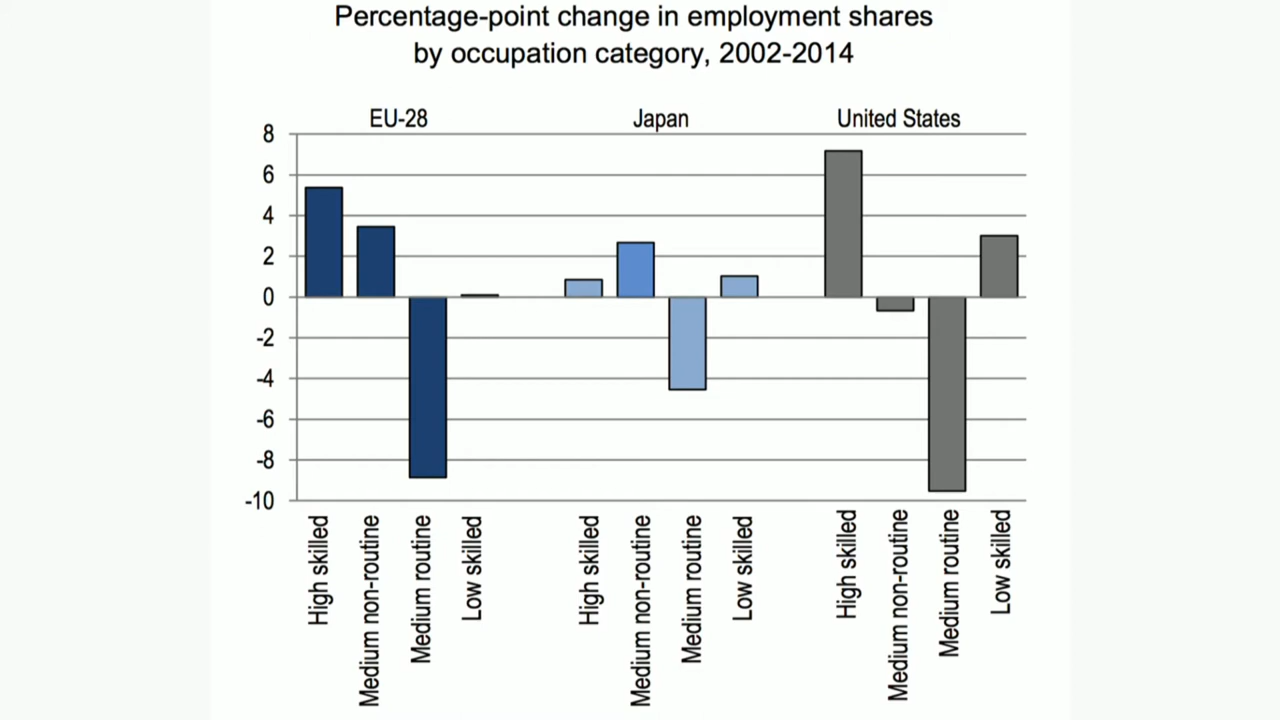 Percentage-point change in employment shares
by occupation category, 2002-2014
EU-28
Japan
United States
8
6
4
2
0
-2
-4
-6
-8
-10
High skilled
Medium non-routine
Medium routine
Low skilled
High skilled
Medium non-routine
Medium routine
Low skilled
High skilled
Medium non-routine
Medium routine
Low skilled